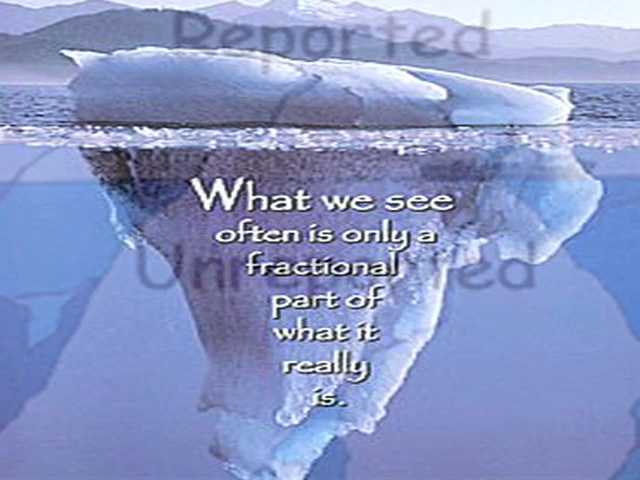 Reported
What we see
often is only a
fractional
Unreported
part of
what it
really
is.